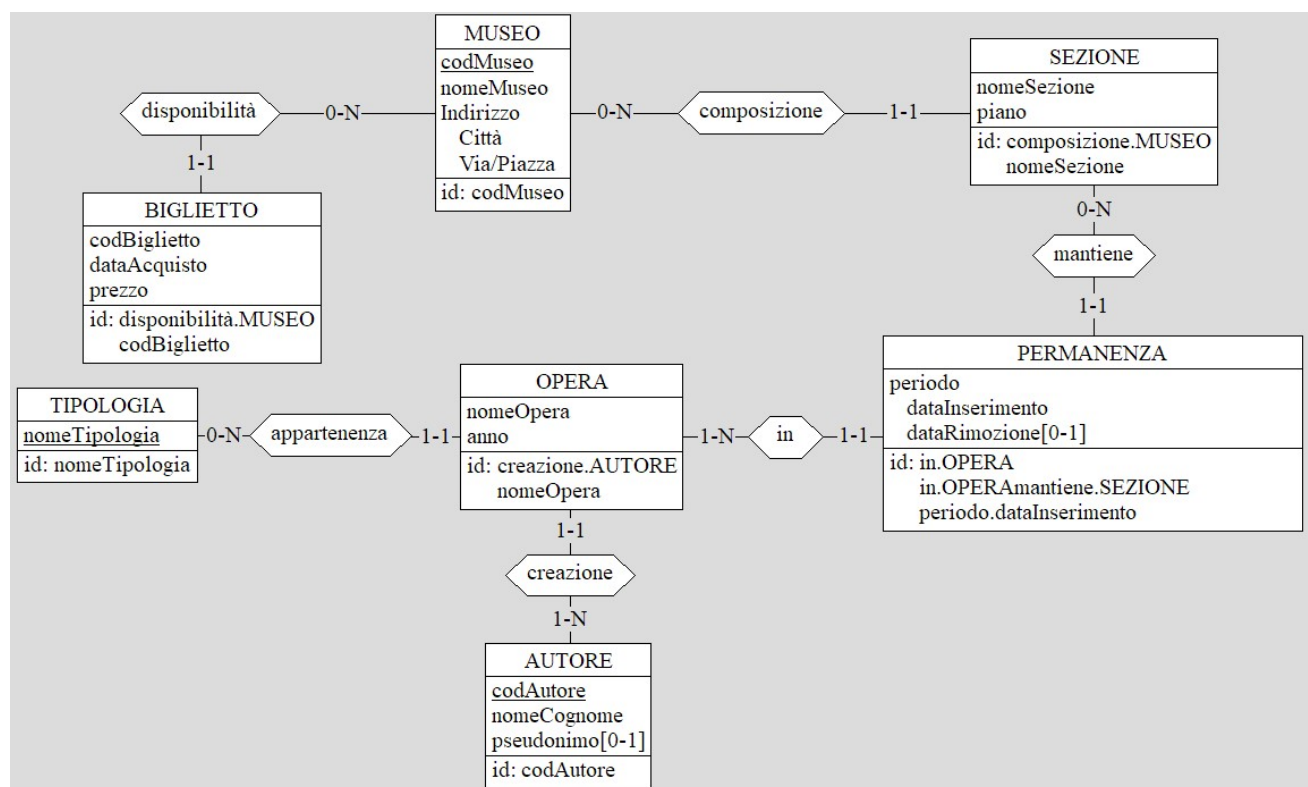 MUSEO
codMuseo
nomeMuseo
Indirizzo
Città
Via/Piazza
id: codMuseo
disponibilità
0-N
1-1
0-N
composizione
1-1
SEZIONE
nomeSezione
piano
id: composizione.MUSEO
nomeSezione
BIGLIETTO
codBiglietto
dataAcquisto
prezzo
id: disponibilità.MUSEO
codBiglietto
0-N
mantiene
1-1
TIPOLOGIA
nomeTipologia
id: nomeTipologia
0-N
appartenenza
1-1
OPERA
nomeOpera
anno
id: creazione.AUTORE
nomeOpera
1-N
in
1-1
PERMANENZA
periodo
dataInserimento
dataRimozione[0-1]
id: in.OPERA
in.OPERAmantiene.SEZIONE
periodo.dataInserimento
1-1
creazione
1-N
AUTORE
codAutore
nomeCognome
pseudonimo[0-1]
id: codAutore